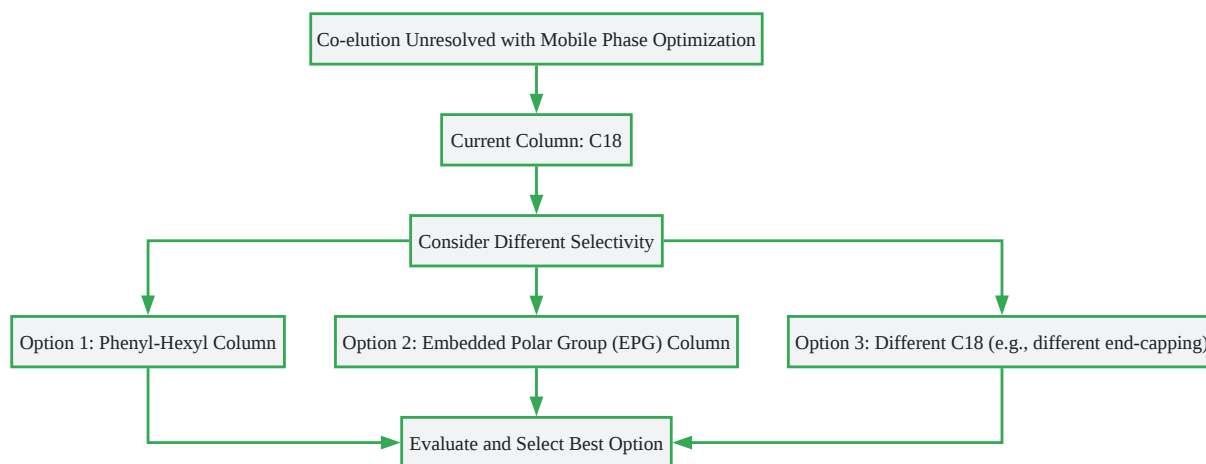 Co-elution Unresolved with Mobile Phase Optimization
Current Column: C18
Consider Different Selectivity
Option 1: Phenyl-Hexyl Column
Option 2: Embedded Polar Group (EPG) Column
Option 3: Different C18 (e.g., different end-capping)
Evaluate and Select Best Option